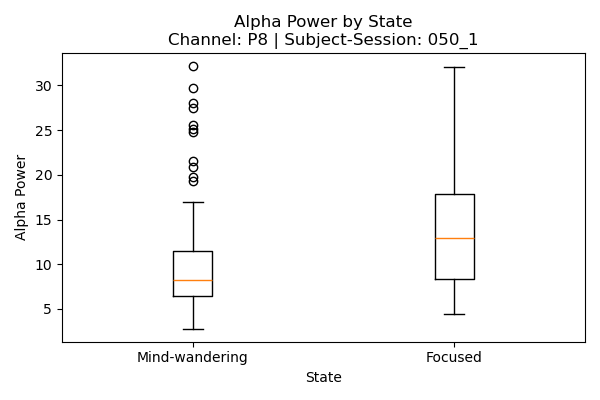 Alpha Power by State
Channel: P8 | Subject-Session: 050_1
Alpha Power
30
25
20
15
10
5
Mind-wandering
Focused
State